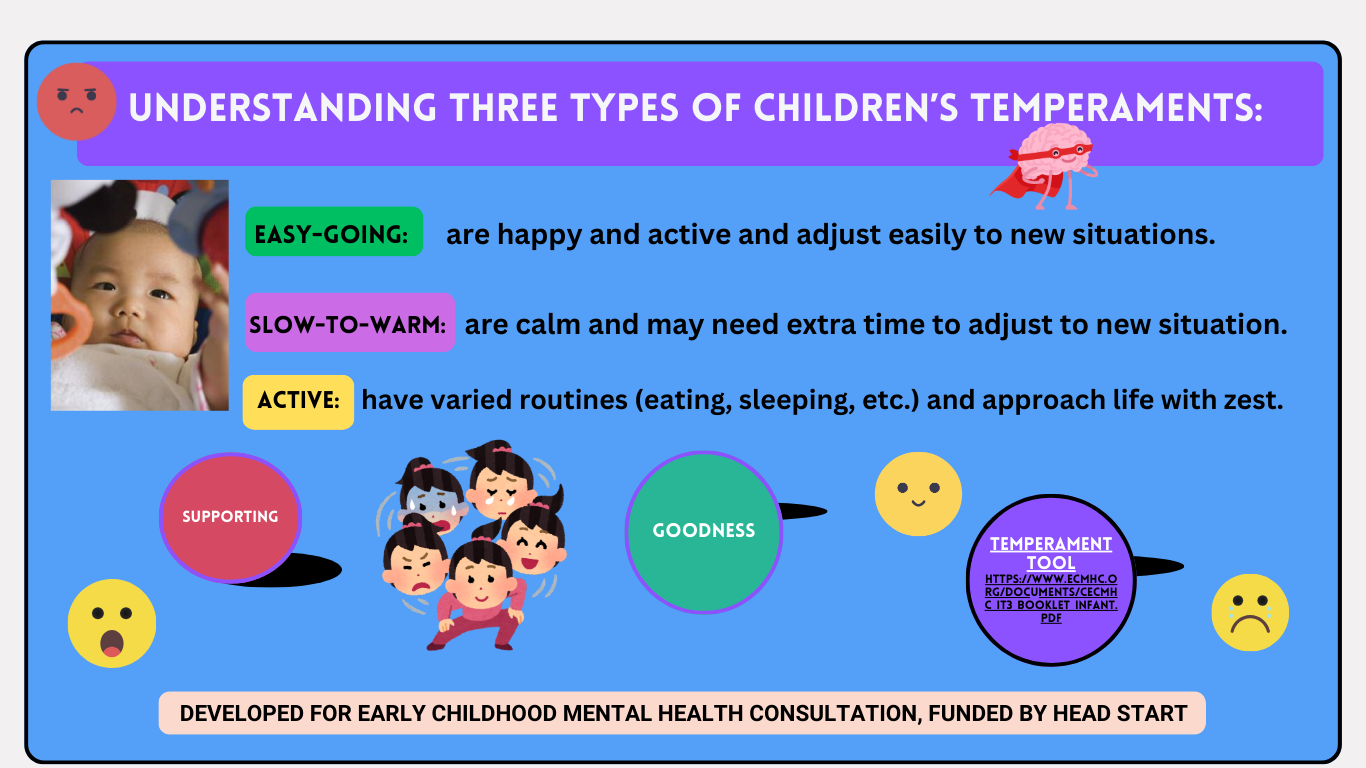 UNDERSTANDING THREE TYPES OF CHILDREN'S TEMPERAMENTS:
EASY-GOING: are happy and active and adjust easily to new situations.
SLOW-TO-WARM: are calm and may need extra time to adjust to new situation.
ACTIVE: have varied routines (eating, sleeping, etc.) and approach life with zest.
SUPPORTING
GOODNESS
TEMPERAMENT
TOOL
HTTPS://WWW.ECMHC.O
RG/DOCUMENTS/CECMH
C_IT3_BOOKLET_INFANT.
PDF
DEVELOPED FOR EARLY CHILDHOOD MENTAL HEALTH CONSULTATION, FUNDED BY HEAD START